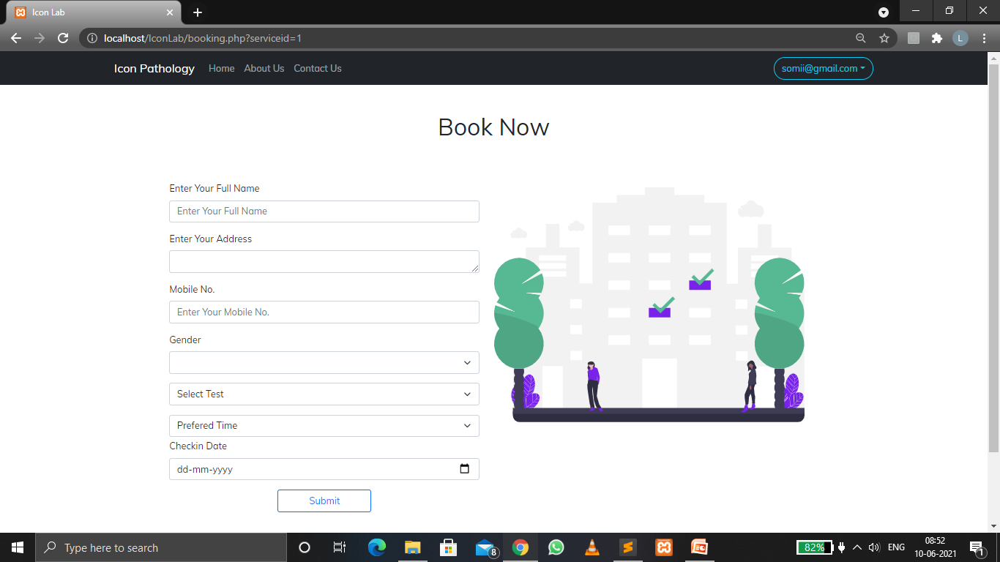 Icon Lab
localhost/IconLab/booking.php?serviceid=1
L
Icon Pathology Home About Us Contact Us somii@gmail.com
Book Now
Enter Your Full Name
Enter Your Full Name
Enter Your Address
Mobile No.
Enter Your Mobile No.
Gender
Select Test
Prefered Time
Checkin Date
dd-mm-yyyy
Submit
Type here to search 8 82% ENG 08:52
10-06-2021 1